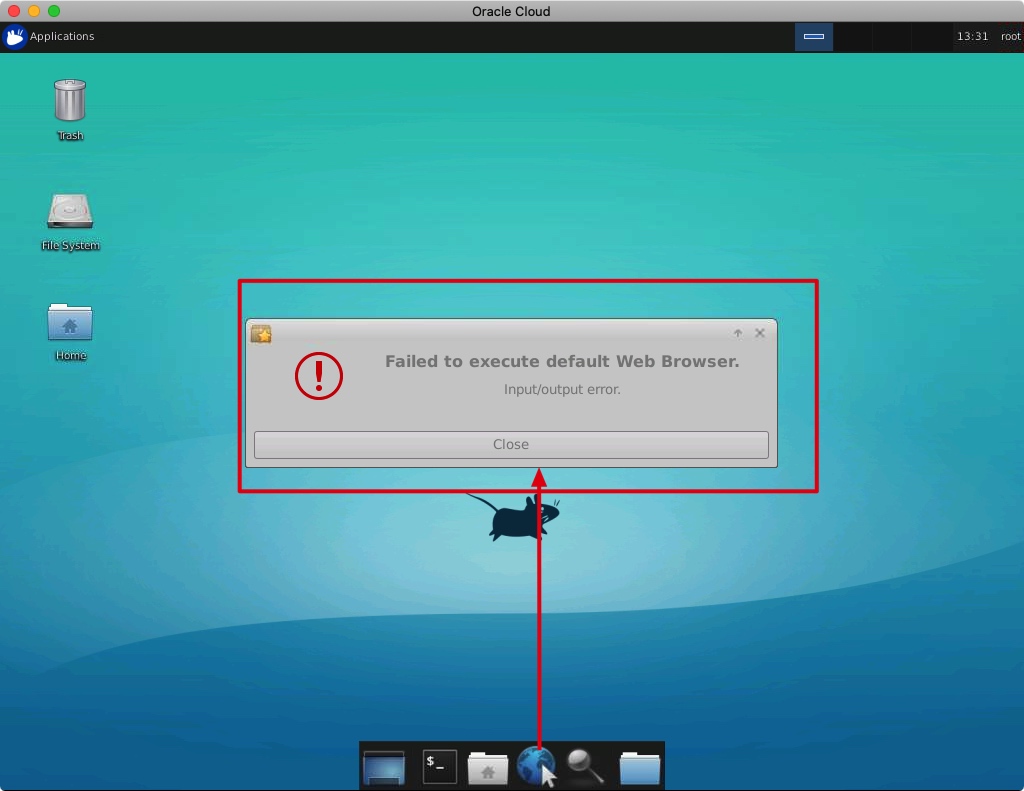 Oracle Cloud
Applications
13:31 root
Trash
File System
Home
Failed to execute default Web Browser.
Input/output error.
Close
$_